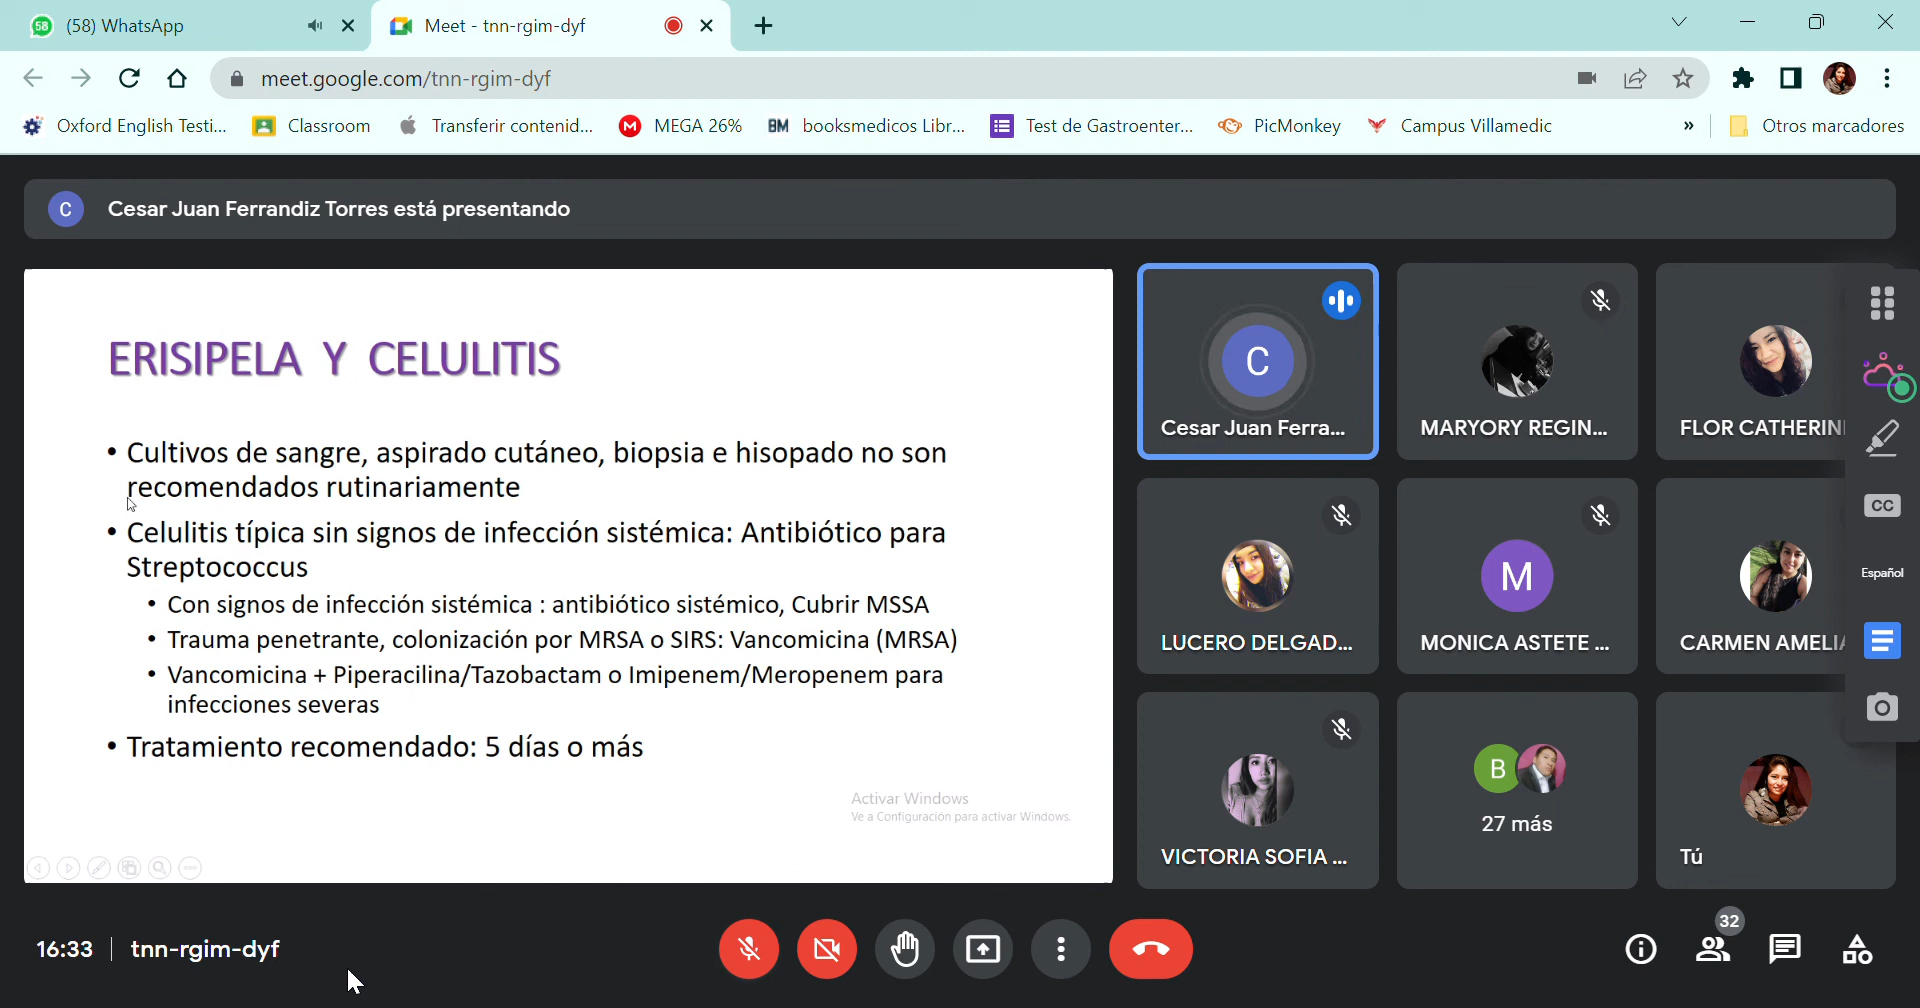 58
(58) WhatsApp
Meet - tnn-rgim-dyf
meet.google.com/tnn-rgim-dyf
Oxford English Testi...
Classroom
Transferir contenid...
M
MEGA 26%
BM
booksmedicos Libr...
Test de Gastroenter...
PicMonkey
Campus Villamedic
»
Otros marcadores
C
Cesar Juan Ferrandiz Torres está presentando
ERISIPELA Y CELULITIS
• Cultivos de sangre, aspirado cutáneo, biopsia e hisopado no son
recomendados rutinariamente
• Celulitis típica sin signos de infección sistémica: Antibiótico para
Streptococcus
• Con signos de infección sistémica : antibiótico sistémico, Cubrir MSSA
• Trauma penetrante, colonización por MRSA o SIRS: Vancomicina (MRSA)
• Vancomicina + Piperacilina/Tazobactam o Imipenem/Meropenem para
infecciones severas
• Tratamiento recomendado: 5 días o más
Activar Windows
Ve a Configuración para activar Windows.
C
Cesar Juan Ferra...
MARYORY REGIN...
FLOR CATHERIN
LUCERO DELGAD...
M
MONICA ASTETE ...
CARMEN AMELIA
VICTORIA SOFIA ...
B
27 más
Tú
CC
Español
16:33
tnn-rgim-dyf
32